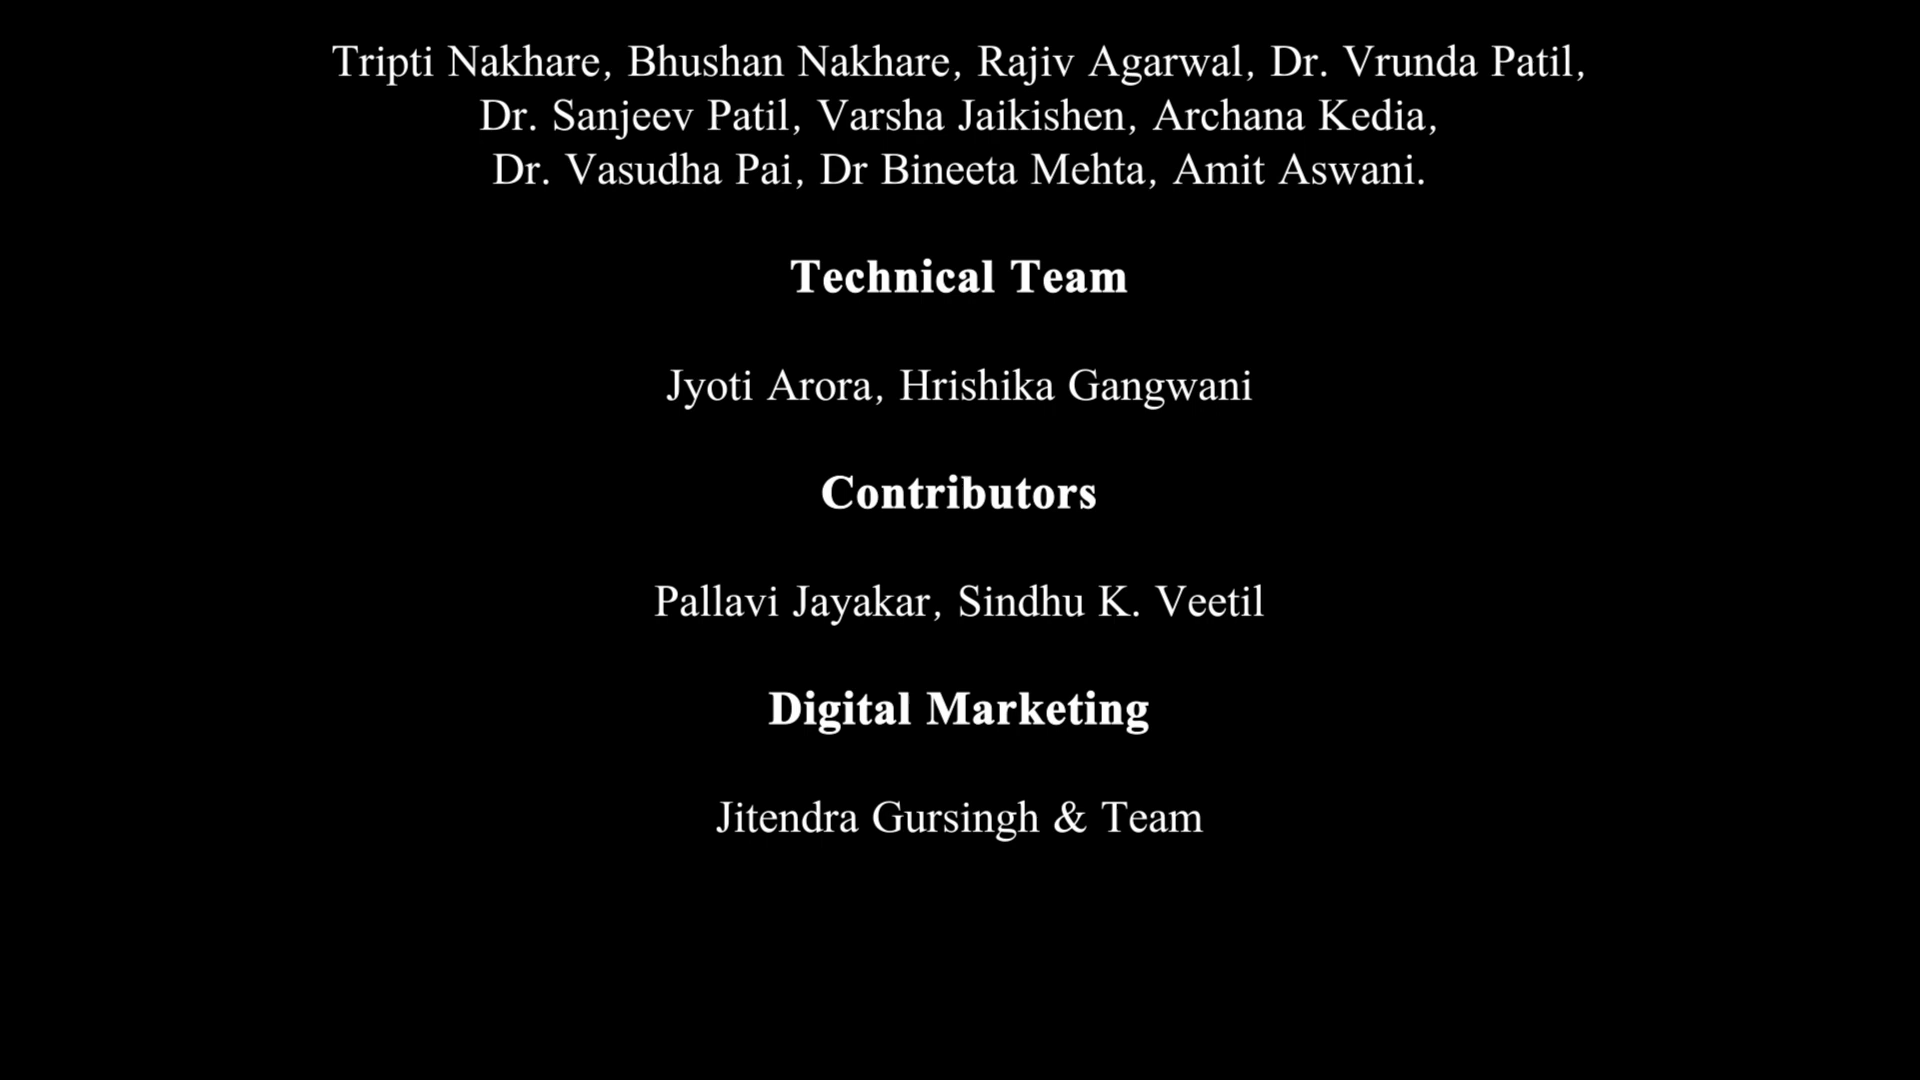 Tripti Nakhare, Bhushan Nakhare, Rajiv Agarwal, Dr. Vrunda Patil,
Dr. Sanjeev Patil, Varsha Jaikishen, Archana Kedia,
Dr. Vasudha Pai, Dr Bineeta Mehta, Amit Aswani.
Technical Team
Jyoti Arora, Hrishika Gangwani
Contributors
Pallavi Jayakar, Sindhu K. Veetil
Digital Marketing
Jitendra Gursingh & Team